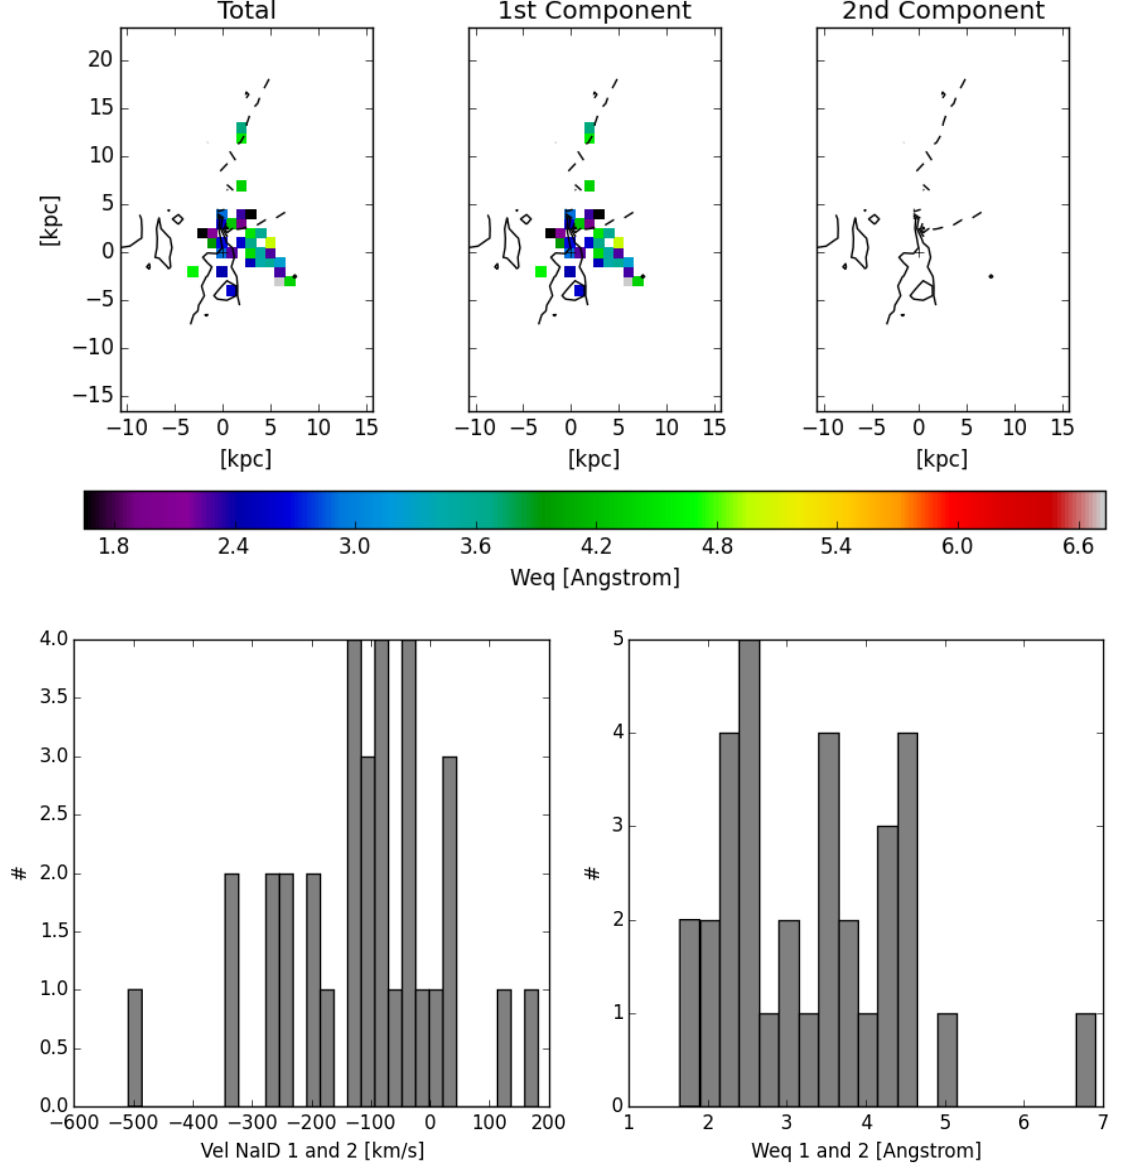 Total 1st Component 2nd Component
20
15
10
5
0
−5
−10
−15
[kpc]
−10 −5 0 5 10 15 −10 −5 0 5 10 15 −10 −5 0 5 10 15
[kpc] [kpc] [kpc]
1.8 2.4 3.0 3.6 4.2 4.8 5.4 6.0 6.6
Weq [Angstrom]
4.0
3.5
3.0
2.5
2.0
1.5
1.0
0.5
0.0
#
−600 −500 −400 −300 −200 −100 0 100 200
Vel NaID 1 and 2 [km/s]
5
4
3
2
1
0
#
1 2 3 4 5 6 7
Weq 1 and 2 [Angstrom]